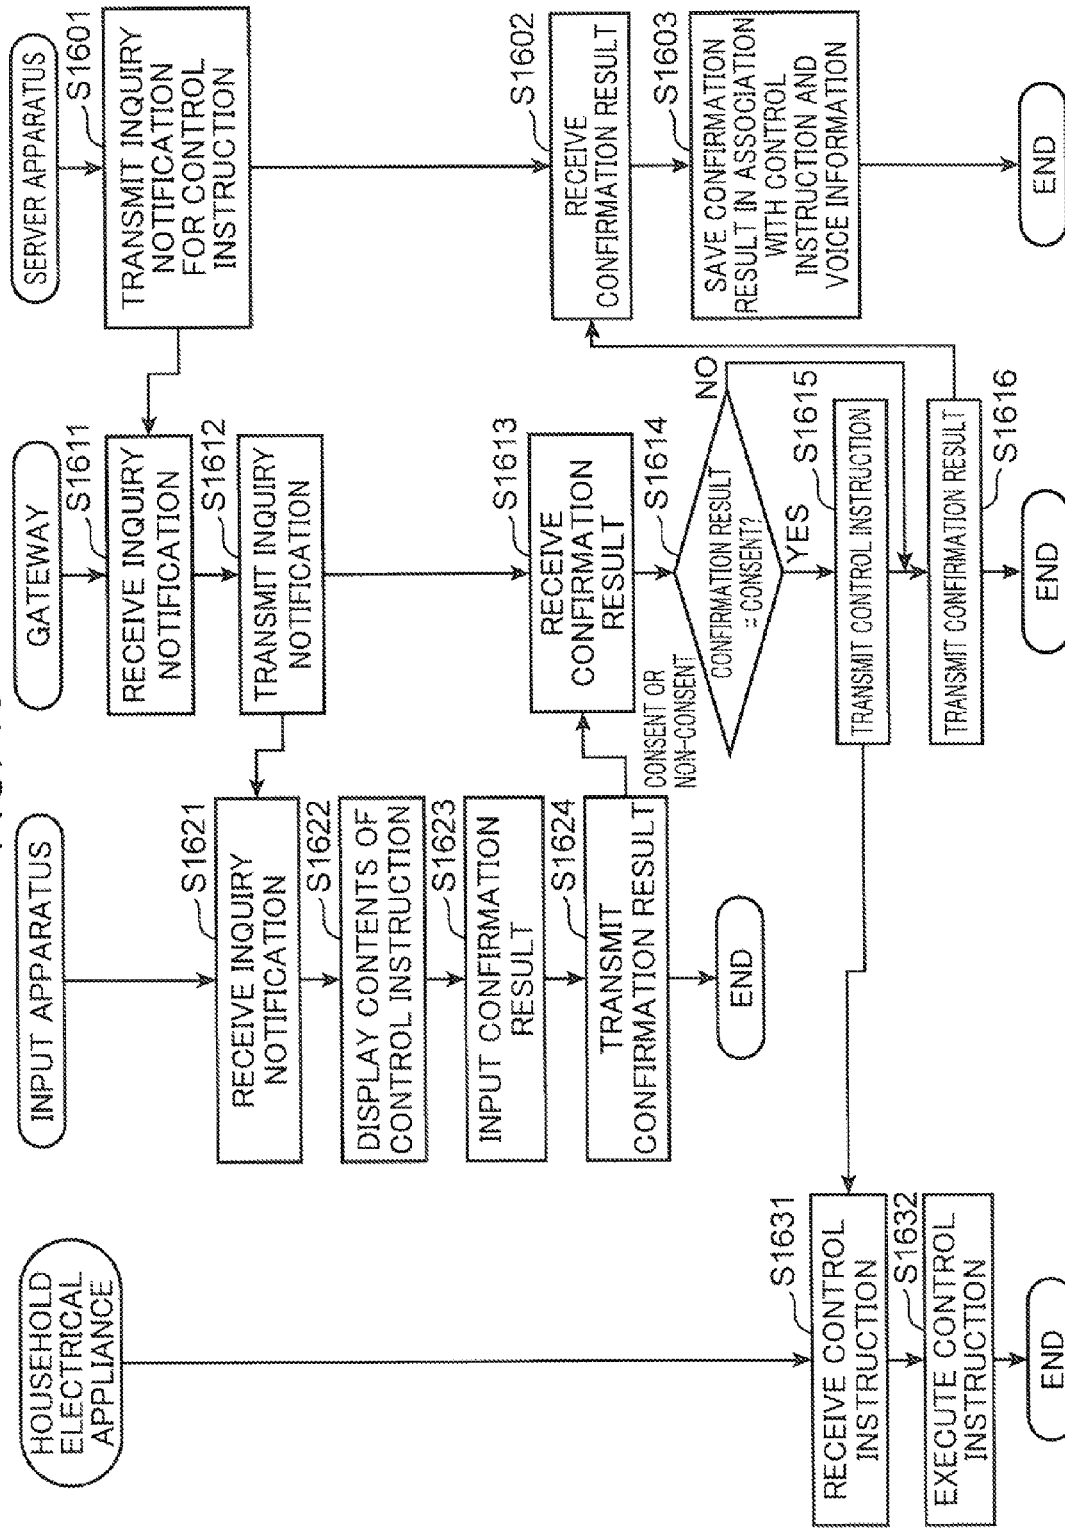 HOUSEHOLD
ELECTRICAL
APPLIANCE
S1631
RECEIVE CONTROL
INSTRUCTION
S1632
EXECUTE CONTROL
INSTRUCTION
END
INPUT APPARATUS
S1621
RECEIVE INQUIRY
NOTIFICATION
S1622
DISPLAY CONTENTS OF
CONTROL INSTRUCTION
S1623
INPUT CONFIRMATION
RESULT
S1624
TRANSMIT
CONFIRMATION RESULT
CONSENT OR
NON-CONSENT
END
GATEWAY
S1611
RECEIVE INQUIRY
NOTIFICATION
S1612
TRANSMIT INQUIRY
NOTIFICATION
S1613
RECEIVE
CONFIRMATION
RESULT
S1614
CONFIRMATION RESULT
= CONSENT?
NO
YES
S1615
TRANSMIT CONTROL INSTRUCTION
TRANSMIT CONFIRMATION RESULT
S1616
END
SERVER APPARATUS
S1601
TRANSMIT INQUIRY
NOTIFICATION
FOR CONTROL
INSTRUCTION
S1602
RECEIVE
CONFIRMATION RESULT
S1603
SAVE CONFIRMATION
RESULT IN ASSOCIATION
WITH CONTROL
INSTRUCTION AND
VOICE INFORMATION
END